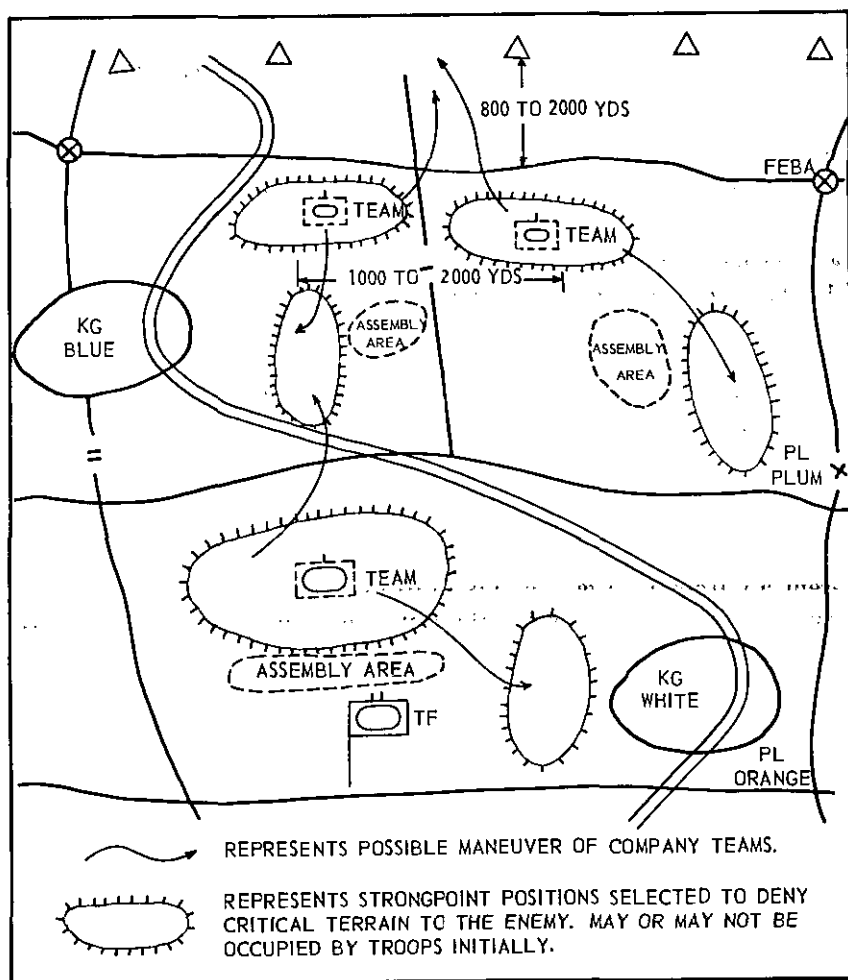 800 TO 2000 YDS
FEBA
TEAM
TEAM
1000 TO 2000 YDS
KG
BLUE
ASSEMBL
AREA
ASSEMBLY
AREA
PL
PLUM
TEAM
ASSEMBLY AREA
KG
WHITE
TF
PL
ORANGE
REPRESENTS POSSIBLE MANEUVER OF COMPANY TEAMS.
REPRESENTS STRONGPOINT POSITIONS SELECTED TO DENY
CRITICAL TERRAIN TO THE ENEMY. MAY OR MAY NOT BE
OCCUPIED BY TROOPS INITIALLY.